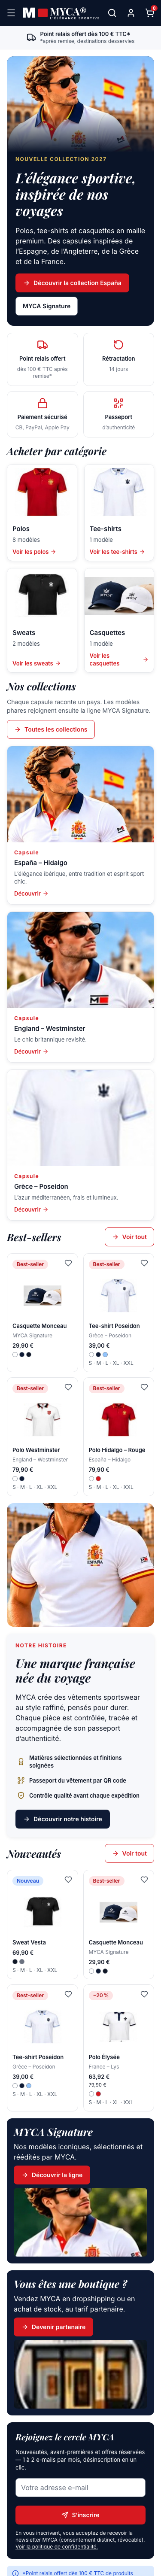 MYCA®
L'ÉLÉGANCE SPORTIVE
6
Point relais offert dès 100 € TTC*
*après remise, destinations desservies
NOUVELLE COLLECTION 2027
L'élégance sportive,
inspirée de nos
voyages
Polos, tee-shirts et casquettes en maille
premium. Des capsules inspirées de
l'Espagne, de l'Angleterre, de la Grèce
et de la France.
Découvrir la collection España
MYCA Signature
Point relais offert
dès 100 € TTC après
remise*
Rétractation
14 jours
Paiement sécurisé
CB, PayPal, Apple Pay
Passeport
d'authenticité
Acheter par catégorie
Polos
8 modèles
Voir les polos
Tee-shirts
1 modèle
Voir les tee-shirts
Sweats
2 modèles
Voir les sweats
Casquettes
1 modèle
Voir les
casquettes
Nos collections
Chaque capsule raconte un pays. Les modèles
phares rejoignent ensuite la ligne MYCA Signature.
Toutes les collections
ESPAÑA
Capsule
España – Hidalgo
L'élégance ibérique, entre tradition et esprit sport
chic.
Découvrir
Capsule
England – Westminster
Le chic britannique revisité.
Découvrir
Capsule
Grèce – Poseidon
L'azur méditerranéen, frais et lumineux.
Découvrir
Best-sellers
Voir tout
Best-seller
Casquette Monceau
MYCA Signature
29,90 €
Best-seller
Tee-shirt Poseidon
Grèce – Poseidon
39,00 €
S · M · L · XL · XXL
Best-seller
Polo Westminster
England – Westminster
79,90 €
S · M · L · XL · XXL
Best-seller
Polo Hidalgo – Rouge
España – Hidalgo
79,90 €
S · M · L · XL · XXL
ESPAÑA
NOTRE HISTOIRE
Une marque française
née du voyage
MYCA crée des vêtements sportswear
au style raffiné, pensés pour durer.
Chaque pièce est contrôlée, tracée et
accompagnée de son passeport
d'authenticité.
Matières sélectionnées et finitions
soignées
Passeport du vêtement par QR code
Contrôle qualité avant chaque expédition
Découvrir notre histoire
Nouveautés
Voir tout
Nouveau
Sweat Vesta
69,90 €
S · M · L · XL · XXL
Best-seller
Casquette Monceau
MYCA Signature
29,90 €
Best-seller
Tee-shirt Poseidon
Grèce – Poseidon
39,00 €
S · M · L · XL · XXL
−20 %
Polo Élysée
France – Lys
63,92 €
79,90 €
S · M · L · XL · XXL
MYCA Signature
Nos modèles iconiques, sélectionnés et
réédités par MYCA.
Découvrir la ligne
Vous êtes une boutique ?
Vendez MYCA en dropshipping ou en
achat de stock, au tarif partenaire.
Devenir partenaire
Rejoignez le cercle MYCA
Nouveautés, avant-premières et offres réservées
— 1 à 2 e-mails par mois, désinscription en un
clic.
Votre adresse e-mail
S'inscrire
En vous inscrivant, vous acceptez de recevoir la
newsletter MYCA (consentement distinct, révocable).
Voir la politique de confidentialité.
*Point relais offert dès 100 € TTC de produits